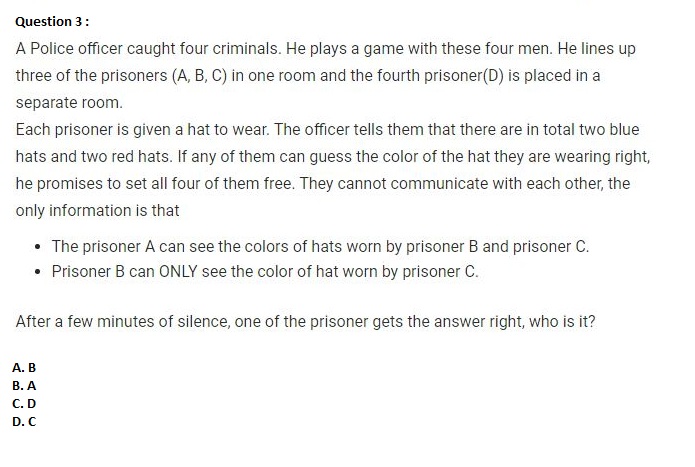 Question 3 :
A Police officer caught four criminals. He plays a game with these four men. He lines up
three of the prisoners (A, B, C) in one room and the fourth prisoner(D) is placed in a
separate room.
Each prisoner is given a hat to wear. The officer tells them that there are in total two blue
hats and two red hats. If any of them can guess the color of the hat they are wearing right,
he promises to set all four of them free. They cannot communicate with each other, the
only information is that
• The prisoner A can see the colors of hats worn by prisoner B and prisoner C.
• Prisoner B can ONLY see the color of hat worn by prisoner C.
After a few minutes of silence, one of the prisoner gets the answer right, who is it?
A. B
B. A
C. D
D. C